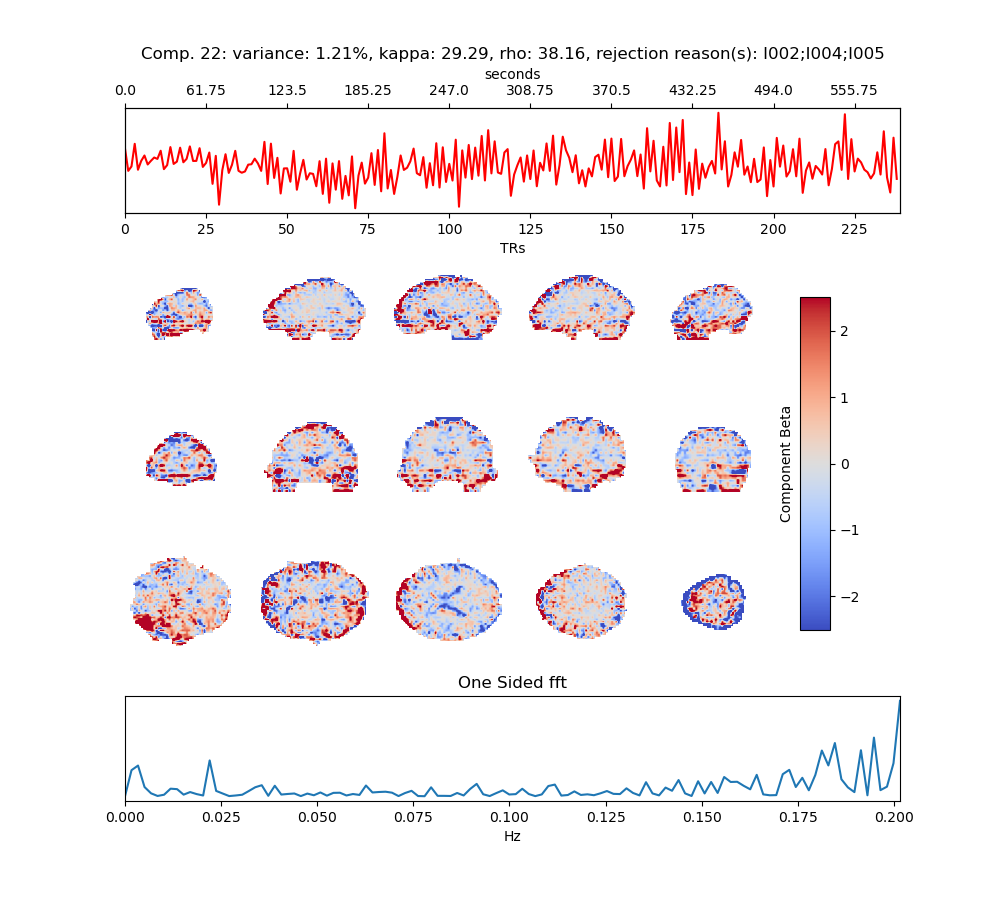 Comp. 22: variance: 1.21%, kappa: 29.29, rho: 38.16, rejection reason(s): I002;I004;I005
seconds
0.0 61.75 123.5 185.25 247.0 308.75 370.5 432.25 494.0 555.75
0 25 50 75 100 125 150 175 200 225
TRs
2
1
0
−1
−2
Component Beta
One Sided fft
0.000 0.025 0.050 0.075 0.100 0.125 0.150 0.175 0.200
Hz